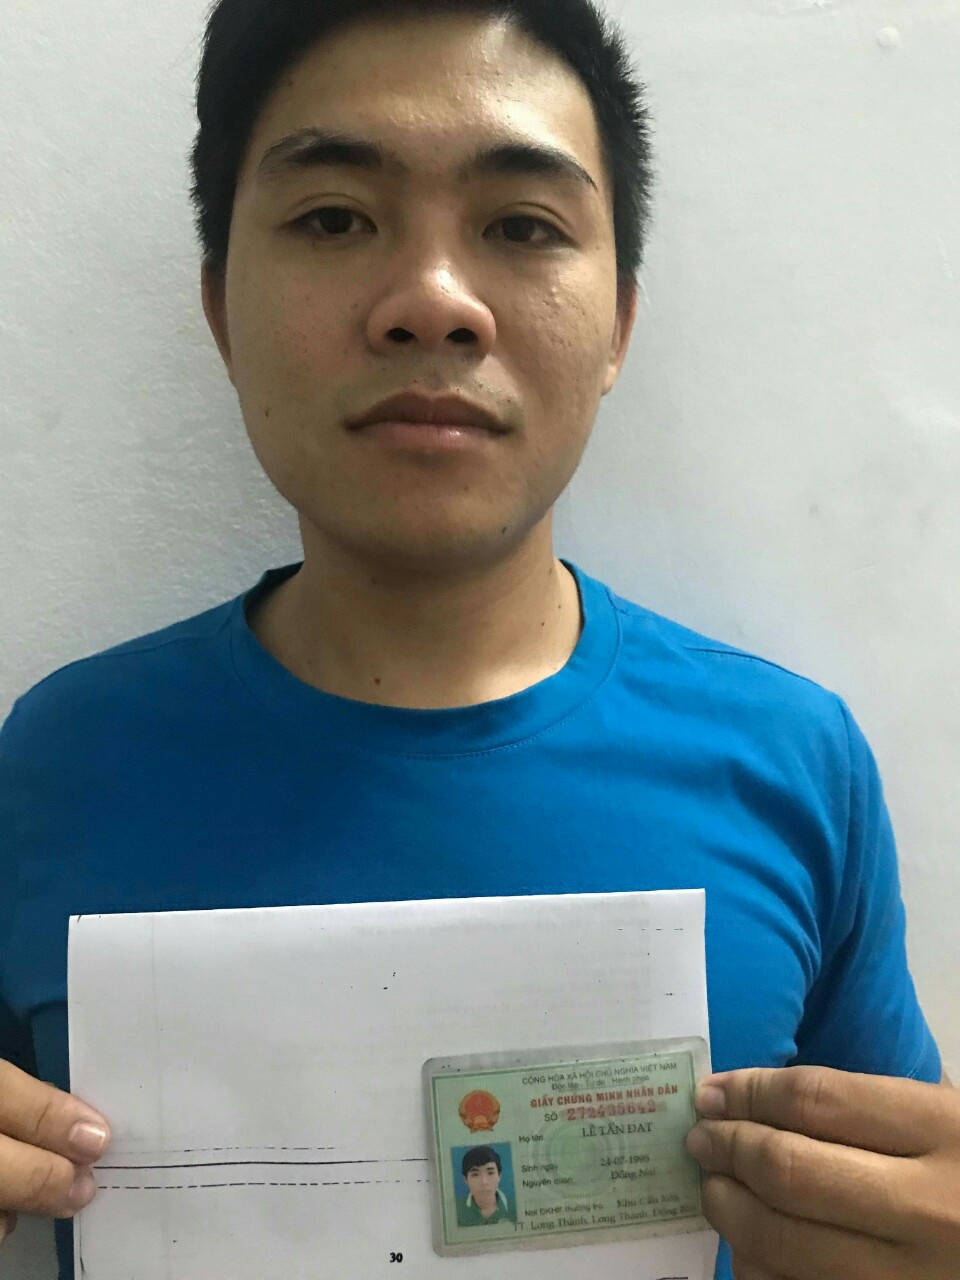 CỘNG HÒA XÃ HỘI CHỦ NGHĨA VIỆT NAM
Độc lập - Tự do - Hạnh phúc
GIẤY CHỨNG MINH NHÂN DÂN
SỐ 272435642
Họ tên LÊ TẤN ĐẠT
Sinh ngày 24-07-1995
Nguyên quán Đồng Nai
Nơi ĐKHK thường trú Khu Cầu Xéo
TT. Long Thành, Long Thành, Đồng Nai
30